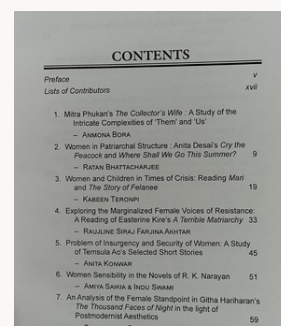 CONTENTS
Preface v
Lists of Contributors xvii
1. Mitra Phukan's The Collector's Wife : A Study of the
Intricate Complexities of 'Them' and 'Us'
– ANMONA BORA
2. Women in Patriarchal Structure : Anita Desai's Cry the
Peacock and Where Shall We Go This Summer? 9
– RATAN BHATTACHARJEE
3. Women and Children in Times of Crisis: Reading Mari
and The Story of Felanee 19
– KABEEN TERONPI
4. Exploring the Marginalized Female Voices of Resistance:
A Reading of Easterine Kire's A Terrible Matriarchy 33
– RAUJLINE SIRAJ FARJINA AKHTAR
5. Problem of Insurgency and Security of Women: A Study
of Temsula Ao's Selected Short Stories 45
– ANITA KONWAR
6. Women Sensibility in the Novels of R. K. Narayan 51
– AMIYA SAIKIA & INDU SWAMI
7. An Analysis of the Female Standpoint in Githa Hariharan's
The Thousand Faces of Night in the light of
Postmodernist Aesthetics 59